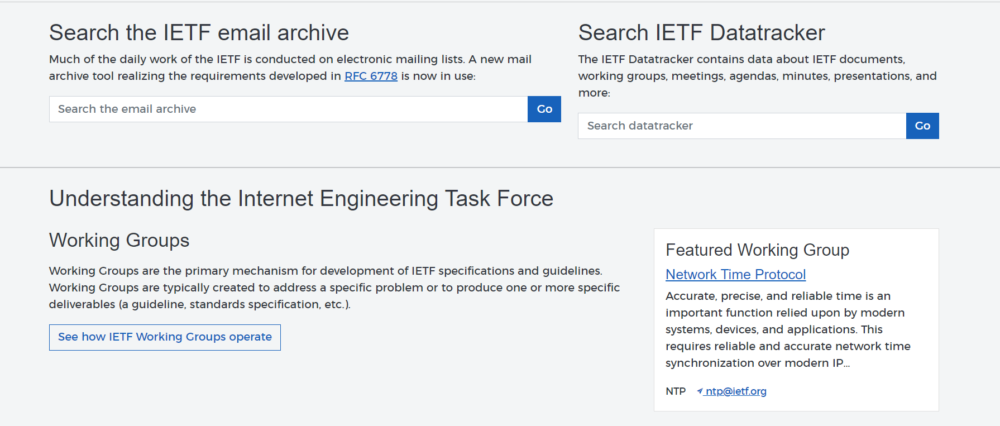 Search the IETF email archive
Much of the daily work of the IETF is conducted on electronic mailing lists. A new mail
archive tool realizing the requirements developed in RFC 6778 is now in use:
Search the email archive
Go
Search IETF Datatracker
The IETF Datatracker contains data about IETF documents,
working groups, meetings, agendas, minutes, presentations, and
more:
Search datatracker
Go
Understanding the Internet Engineering Task Force
Working Groups
Working Groups are the primary mechanism for development of IETF specifications and guidelines.
Working Groups are typically created to address a specific problem or to produce one or more specific
deliverables (a guideline, standards specification, etc.).
See how IETF Working Groups operate
Featured Working Group
Network Time Protocol
Accurate, precise, and reliable time is an
important function relied upon by modern
systems, devices, and applications. This
requires reliable and accurate network time
synchronization over modern IP...
NTP ntp@ietf.org